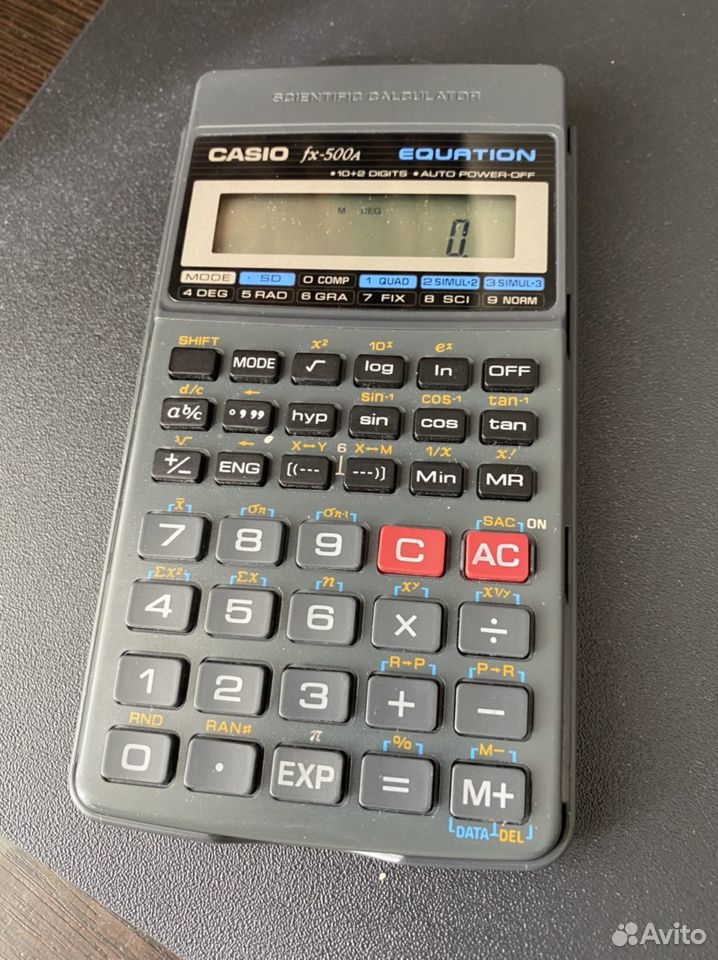 SCIENTIFIC CALCULATOR
CASIO fx-500A EQUATION
•10+2 DIGITS •AUTO POWER-OFF
M DEG
0.
MODE · SD 0 COMP 1 QUAD 2 SIMUL·2 3 SIMUL·3
4 DEG 5 RAD 6 GRA 7 FIX 8 SCI 9 NORM
SHIFT x² 10ˣ eˣ
MODE √ log ln OFF
d/c ← sin-1 cos-1 tan-1
a b/c °,,, hyp sin cos tan
³√ ← X↔Y 6 X↔M 1/X x!
+/− ENG [(--- ---)] Min MR
x̄ σn σn-1 SAC ON
7 8 9 C AC
Σx² Σx n xʸ x1/y
4 5 6 × ÷
R→P P→R
1 2 3 + −
RND RAN# π % M−
0 . EXP = M+
DATA DEL
Avito